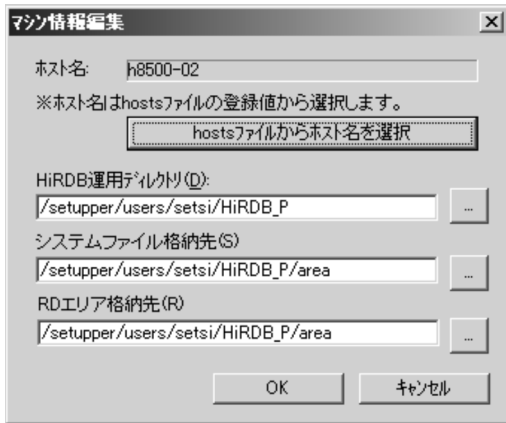 マシン情報編集
ホスト名: h8500-02
※ホスト名はhostsファイルの登録値から選択します。
hostsファイルからホスト名を選択
HiRDB運用ディレクトリ(D):
/setupper/users/setsi/HiRDB_P
...
システムファイル格納先(S)
/setupper/users/setsi/HiRDB_P/area
...
RDエリア格納先(R)
/setupper/users/setsi/HiRDB_P/area
...
OK キャンセル